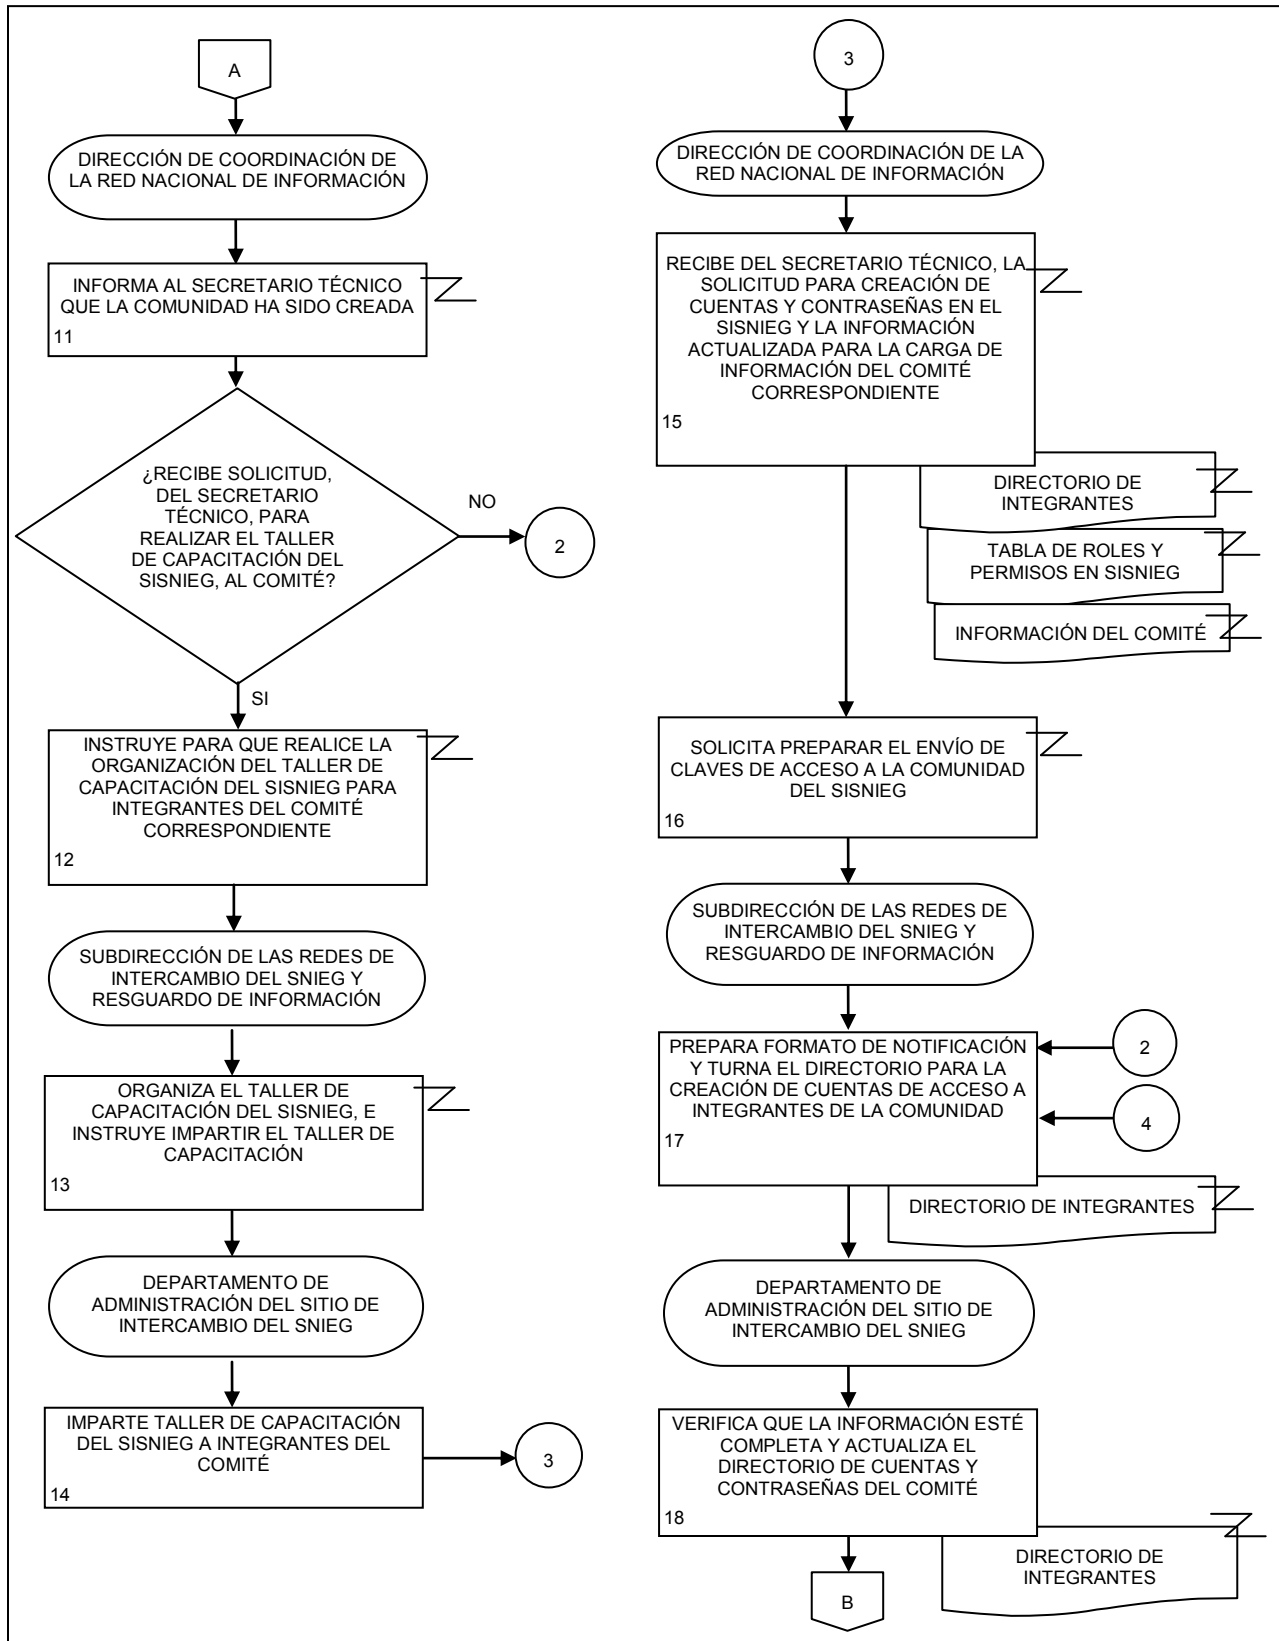 A
DIRECCIÓN DE COORDINACIÓN DE
LA RED NACIONAL DE INFORMACIÓN
INFORMA AL SECRETARIO TÉCNICO
QUE LA COMUNIDAD HA SIDO CREADA
11
¿RECIBE SOLICITUD,
DEL SECRETARIO
TÉCNICO, PARA
REALIZAR EL TALLER
DE CAPACITACIÓN DEL
SISNIEG, AL COMITÉ?
NO
2
SI
INSTRUYE PARA QUE REALICE LA
ORGANIZACIÓN DEL TALLER DE
CAPACITACIÓN DEL SISNIEG PARA
INTEGRANTES DEL COMITÉ
CORRESPONDIENTE
12
SUBDIRECCIÓN DE LAS REDES DE
INTERCAMBIO DEL SNIEG Y
RESGUARDO DE INFORMACIÓN
ORGANIZA EL TALLER DE
CAPACITACIÓN DEL SISNIEG, E
INSTRUYE IMPARTIR EL TALLER DE
CAPACITACIÓN
13
DEPARTAMENTO DE
ADMINISTRACIÓN DEL SITIO DE
INTERCAMBIO DEL SNIEG
IMPARTE TALLER DE CAPACITACIÓN
DEL SISNIEG A INTEGRANTES DEL
COMITÉ
14
3
3
DIRECCIÓN DE COORDINACIÓN DE LA
RED NACIONAL DE INFORMACIÓN
RECIBE DEL SECRETARIO TÉCNICO, LA
SOLICITUD PARA CREACIÓN DE
CUENTAS Y CONTRASEÑAS EN EL
SISNIEG Y LA INFORMACIÓN
ACTUALIZADA PARA LA CARGA DE
INFORMACIÓN DEL COMITÉ
CORRESPONDIENTE
15
DIRECTORIO DE
INTEGRANTES
TABLA DE ROLES Y
PERMISOS EN SISNIEG
INFORMACIÓN DEL COMITÉ
SOLICITA PREPARAR EL ENVÍO DE
CLAVES DE ACCESO A LA COMUNIDAD
DEL SISNIEG
16
SUBDIRECCIÓN DE LAS REDES DE
INTERCAMBIO DEL SNIEG Y
RESGUARDO DE INFORMACIÓN
PREPARA FORMATO DE NOTIFICACIÓN
Y TURNA EL DIRECTORIO PARA LA
CREACIÓN DE CUENTAS DE ACCESO A
INTEGRANTES DE LA COMUNIDAD
17
2
4
DIRECTORIO DE INTEGRANTES
DEPARTAMENTO DE
ADMINISTRACIÓN DEL SITIO DE
INTERCAMBIO DEL SNIEG
VERIFICA QUE LA INFORMACIÓN ESTÉ
COMPLETA Y ACTUALIZA EL
DIRECTORIO DE CUENTAS Y
CONTRASEÑAS DEL COMITÉ
18
DIRECTORIO DE
INTEGRANTES
B